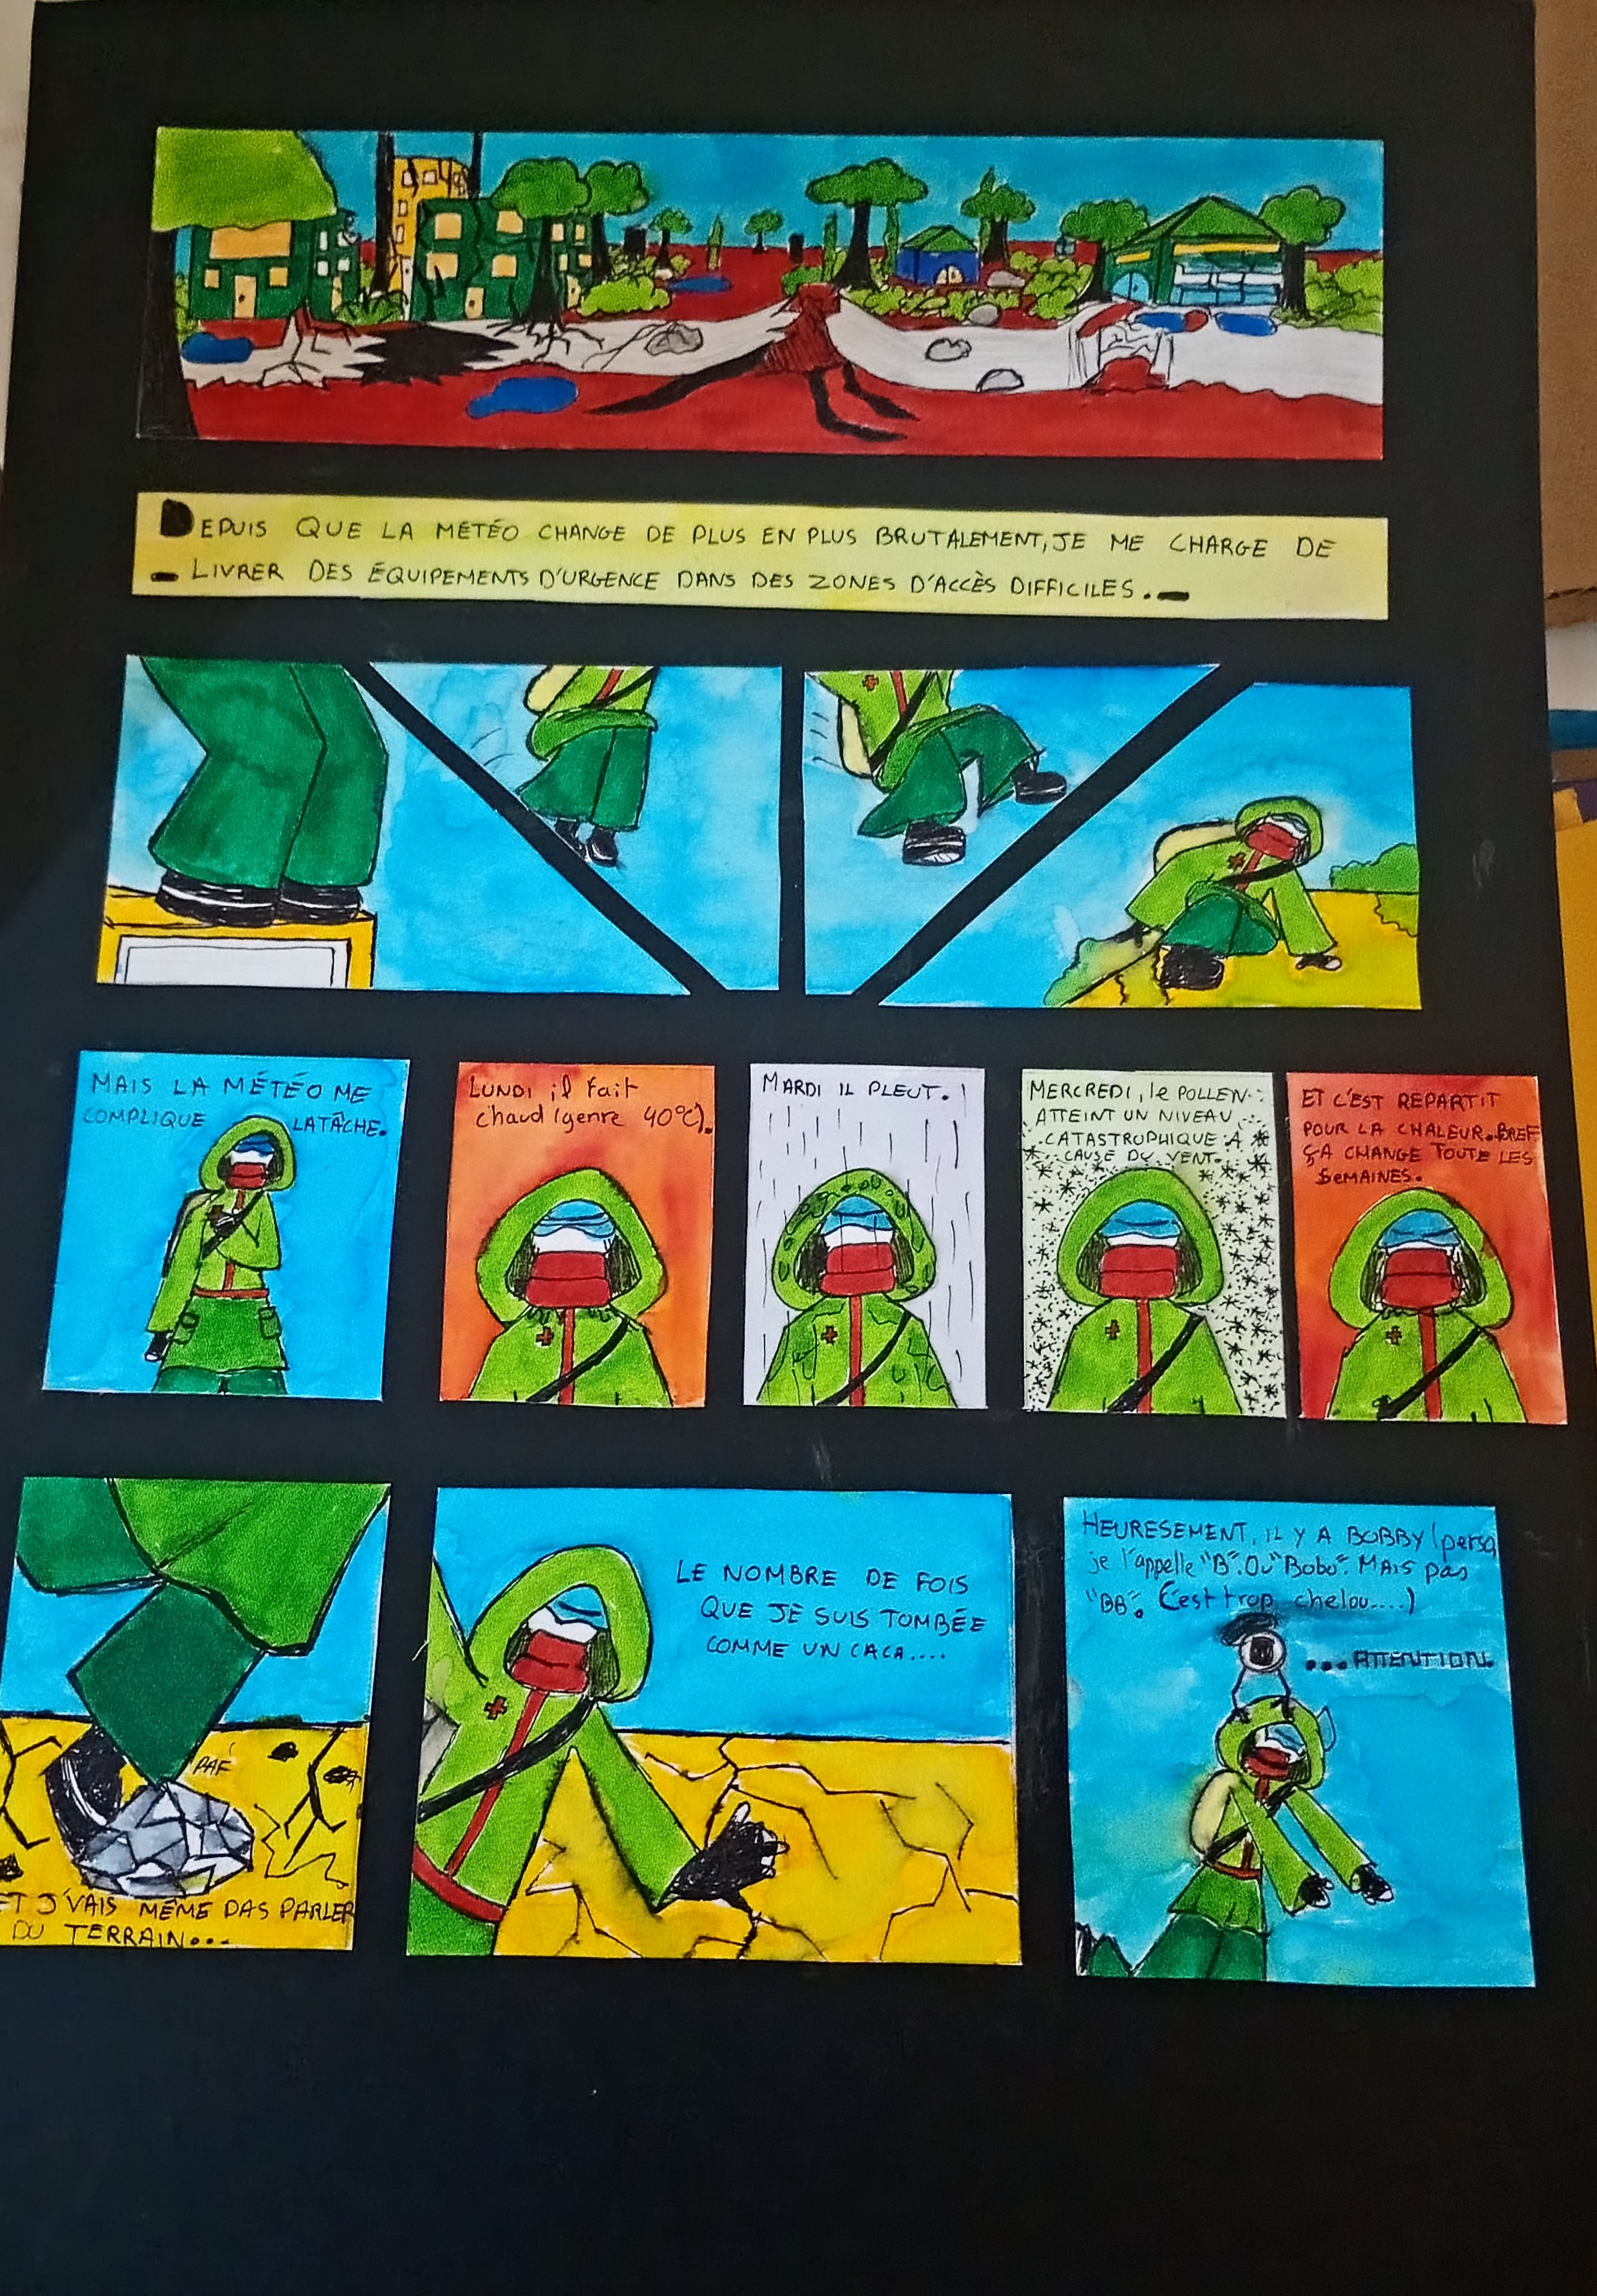 DEPUIS QUE LA MÉTÉO CHANGE DE PLUS EN PLUS BRUTALEMENT, JE ME CHARGE DE
LIVRER DES ÉQUIPEMENTS D'URGENCE DANS DES ZONES D'ACCÈS DIFFICILES.
MAIS LA MÉTÉO ME
COMPLIQUE LA TÂCHE.
LUNDI, il fait
chaud (genre 40°C).
MARDI IL PLEUT.
MERCREDI, le POLLEN
ATTEINT UN NIVEAU
CATASTROPHIQUE À
CAUSE DU VENT.
ET C'EST REPARTIT
POUR LA CHALEUR. BREF
ÇA CHANGE TOUTE LES
SEMAINES.
PAF
ET J'VAIS MÊME PAS PARLER
DU TERRAIN...
LE NOMBRE DE FOIS
QUE JE SUIS TOMBÉE
COMME UN CACA....
HEURESEMENT, IL Y A BOBBY (perso,
je l'appelle "B". Ou "Bobo". MAIS pas
"BB". C'est trop chelou....)
...ATTENTION.